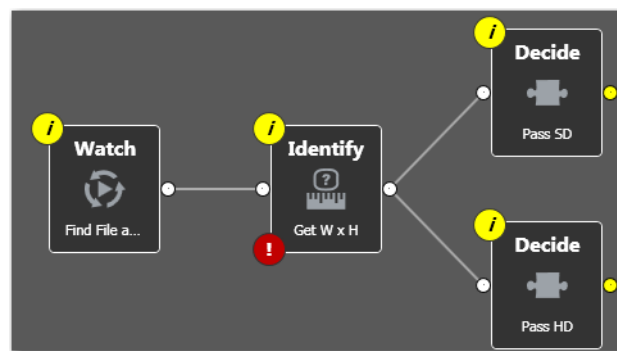 i
Watch
Find File a...
i
Identify
?
Get W x H
!
i
Decide
Pass SD
i
Decide
Pass HD